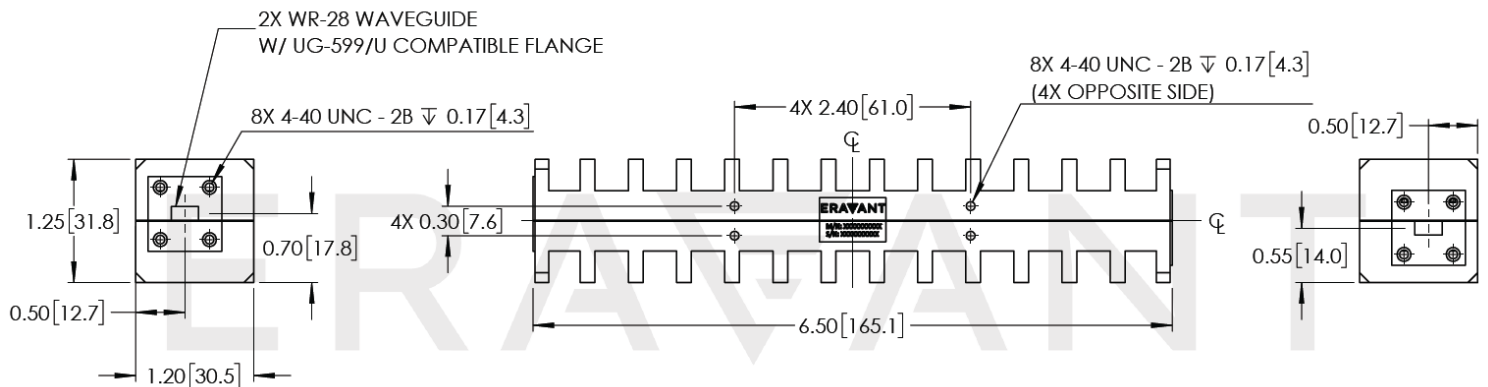 2X WR-28 WAVEGUIDE
W/ UG-599/U COMPATIBLE FLANGE
8X 4-40 UNC - 2B ↧ 0.17[4.3]
8X 4-40 UNC - 2B ↧ 0.17[4.3]
(4X OPPOSITE SIDE)
4X 2.40[61.0]
0.50[12.7]
℄
1.25[31.8]
4X 0.30[7.6]
ERAVANT
M/N: XXXXXXXXXX
S/N: XXXXXXXXXX
℄
0.70[17.8]
0.55[14.0]
0.50[12.7]
6.50[165.1]
1.20[30.5]
ERAVANT